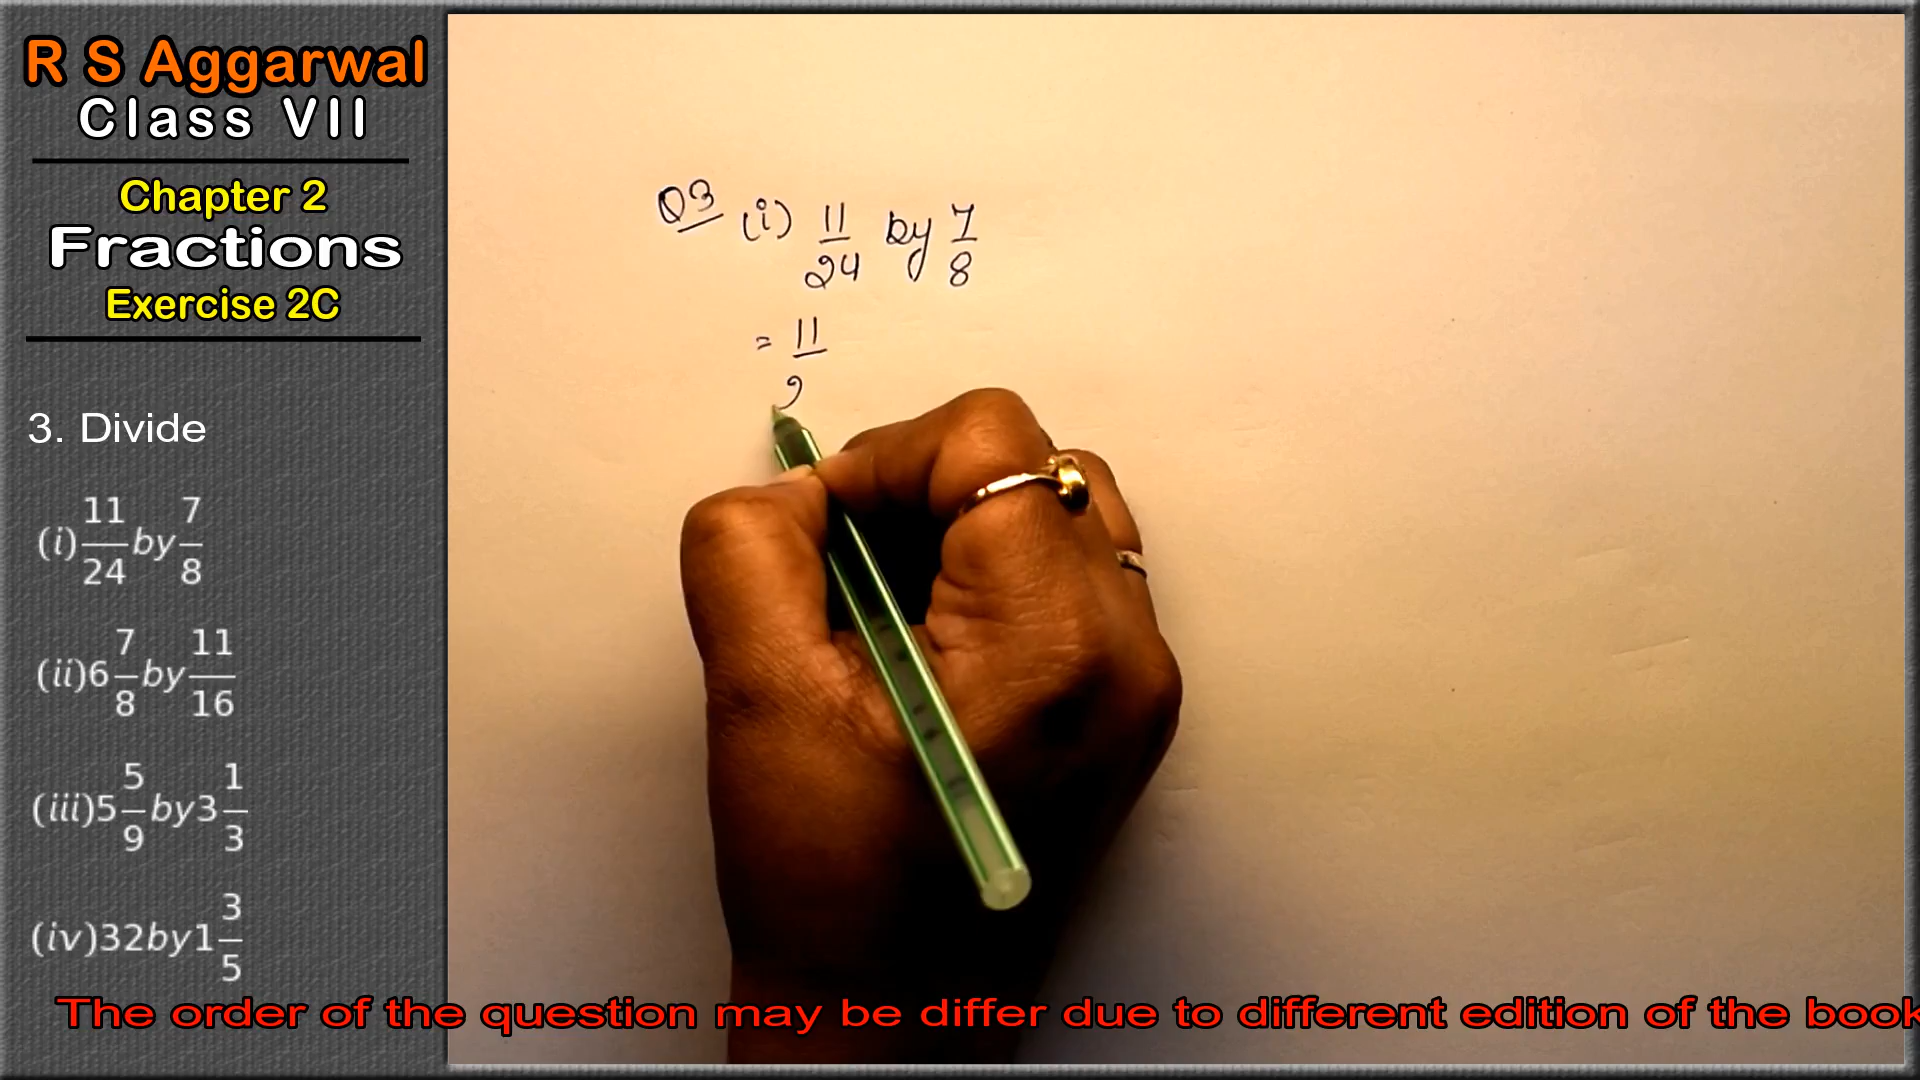 R S Aggarwal
Class VII
Chapter 2
Fractions
Exercise 2C
3. Divide
(i) 11/24 by 7/8
(ii) 6 7/8 by 11/16
(iii) 5 5/9 by 3 1/3
(iv) 32 by 1 3/5
Q3 (i) 11/24 by 7/8
= 11/2
The order of the question may be differ due to different edition of the book